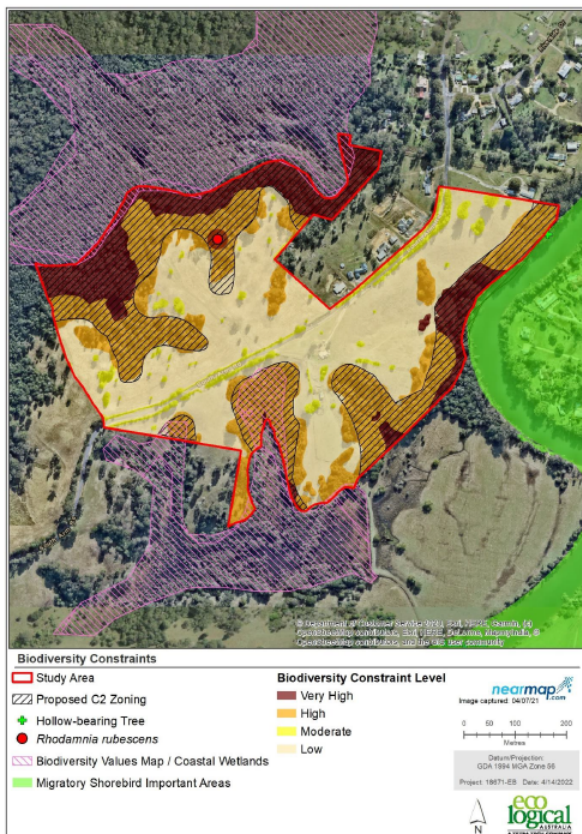 Biodiversity Constraints
Study Area
Proposed C2 Zoning
Hollow-bearing Tree
Rhodamnia rubescens
Biodiversity Values Map / Coastal Wetlands
Migratory Shorebird Important Areas
Biodiversity Constraint Level
Very High
High
Moderate
Low
nearmap
.com
Image captured: 04/07/21
0 100 200
Metres
Datum/Projection:
GDA 1994 MGA Zone 56
Project: 18671-EB Date: 4/14/2022
N
eco
logical
AUSTRALIA